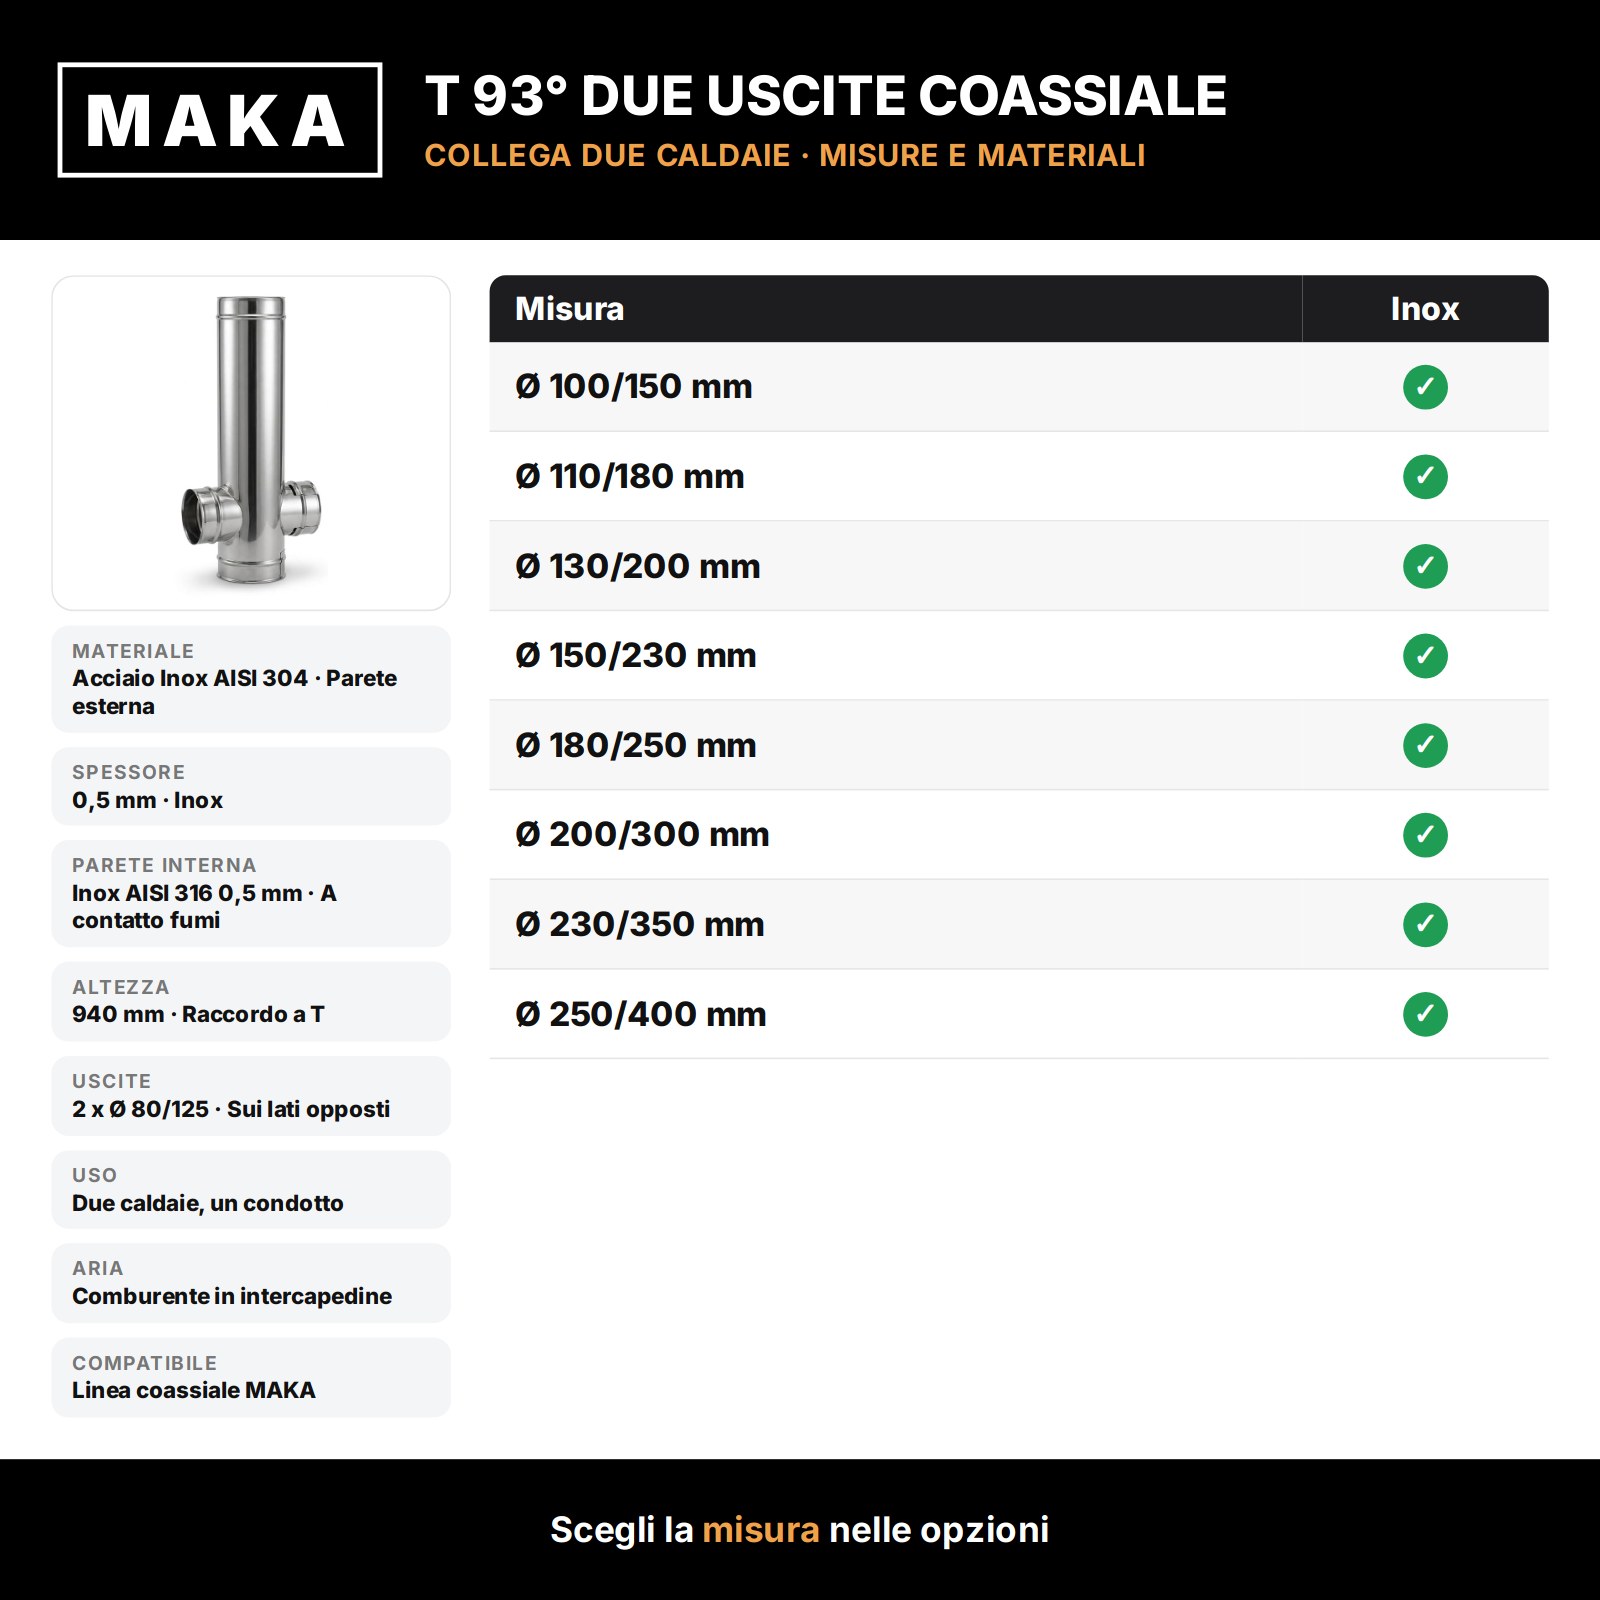 MAKA
T 93° DUE USCITE COASSIALE
COLLEGA DUE CALDAIE · MISURE E MATERIALI
MATERIALE
Acciaio Inox AISI 304 · Parete
esterna
SPESSORE
0,5 mm · Inox
PARETE INTERNA
Inox AISI 316 0,5 mm · A
contatto fumi
ALTEZZA
940 mm · Raccordo a T
USCITE
2 x Ø 80/125 · Sui lati opposti
USO
Due caldaie, un condotto
ARIA
Comburente in intercapedine
COMPATIBILE
Linea coassiale MAKA
Misura Inox
Ø 100/150 mm ✓
Ø 110/180 mm ✓
Ø 130/200 mm ✓
Ø 150/230 mm ✓
Ø 180/250 mm ✓
Ø 200/300 mm ✓
Ø 230/350 mm ✓
Ø 250/400 mm ✓
Scegli la misura nelle opzioni